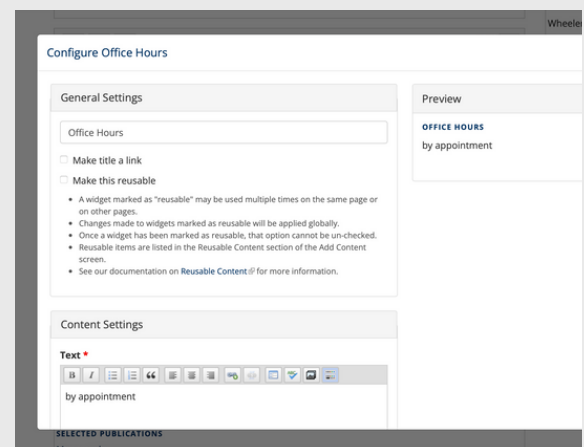 Wheeler
Configure Office Hours
General Settings
Office Hours
Make title a link
Make this reusable
A widget marked as "reusable" may be used multiple times on the same page or
on other pages.
Changes made to widgets marked as reusable will be applied globally.
Once a widget has been marked as reusable, that option cannot be un-checked.
Reusable items are listed in the Reusable Content section of the Add Content
screen.
See our documentation on Reusable Content for more information.
Preview
OFFICE HOURS
by appointment
Content Settings
Text *
B I
by appointment
SELECTED PUBLICATIONS